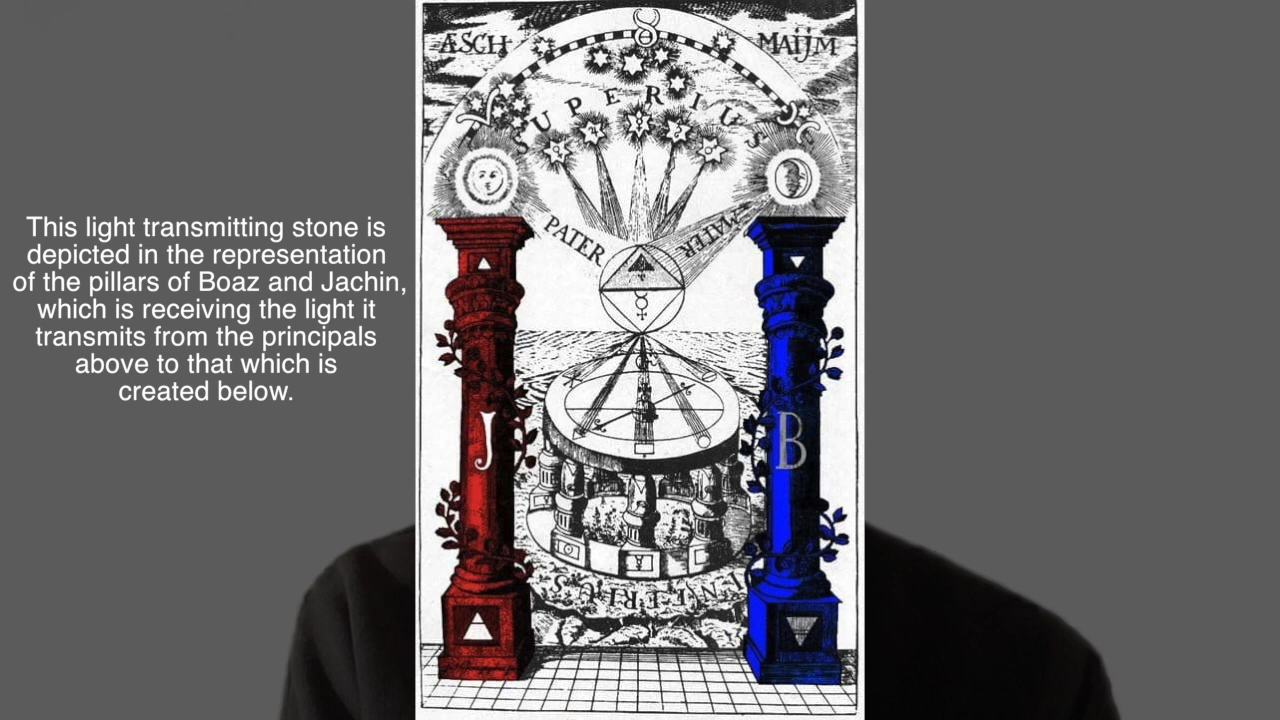 This light transmitting stone is
depicted in the representation
of the pillars of Boaz and Jachin,
which is receiving the light it
transmits from the principals
above to that which is
created below.
ÆSCH
MAIJM
SUPERIUS
PATER
MATER
J
B
INFERIUS